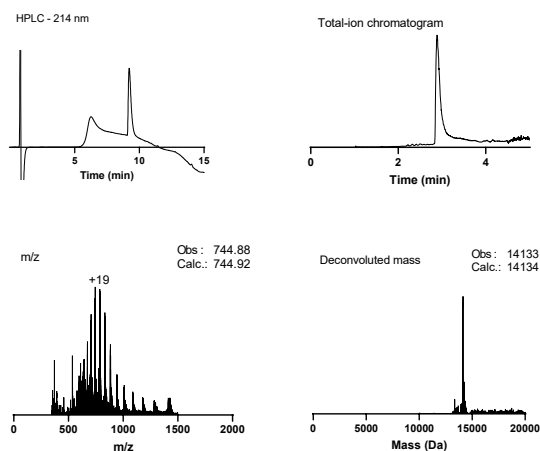 HPLC - 214 nm
5
10
15
Time (min)
Total-ion chromatogram
0
2
4
Time (min)
m/z
Obs : 744.88
Calc.: 744.92
+19
0
500
1000
1500
2000
m/z
Deconvoluted mass
Obs : 14133
Calc.: 14134
0
5000
10000
15000
20000
Mass (Da)